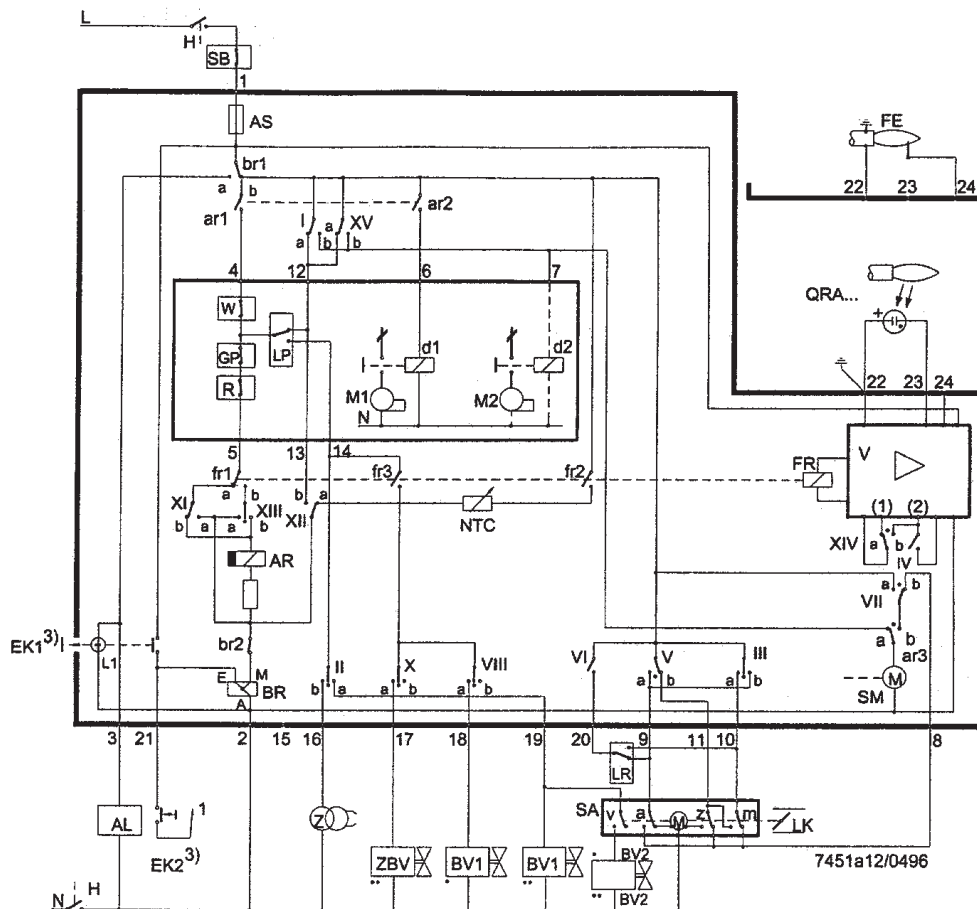 L
H
SB
1
AS
FE
br1
a b
ar1
ar2
I
a
XV
a b b
22 23 24
4 12 6 7
QRA...
+
W
GP
LP
R
d1
d2
M1
M2
N
22 23 24
V
5 13 14
fr1
fr3
fr2
FR
a b b a
XI
XIII
XII
b a a b
NTC
(1) (2)
XIV
a b
IV
AR
a b
VII
EK1 3)
L1
br2
a b
ar3
E M
BR
A
II
X
VIII
VI
V
III
M
SM
b a a b a b a b a b
3 21 2 15 16 17 18 19 20 9 11 10 8
LR
AL
1
EK2 3)
Z
SA
v a M z m
LK
ZBV
BV1
BV1
BV2
BV2
7451a12/0496
N H